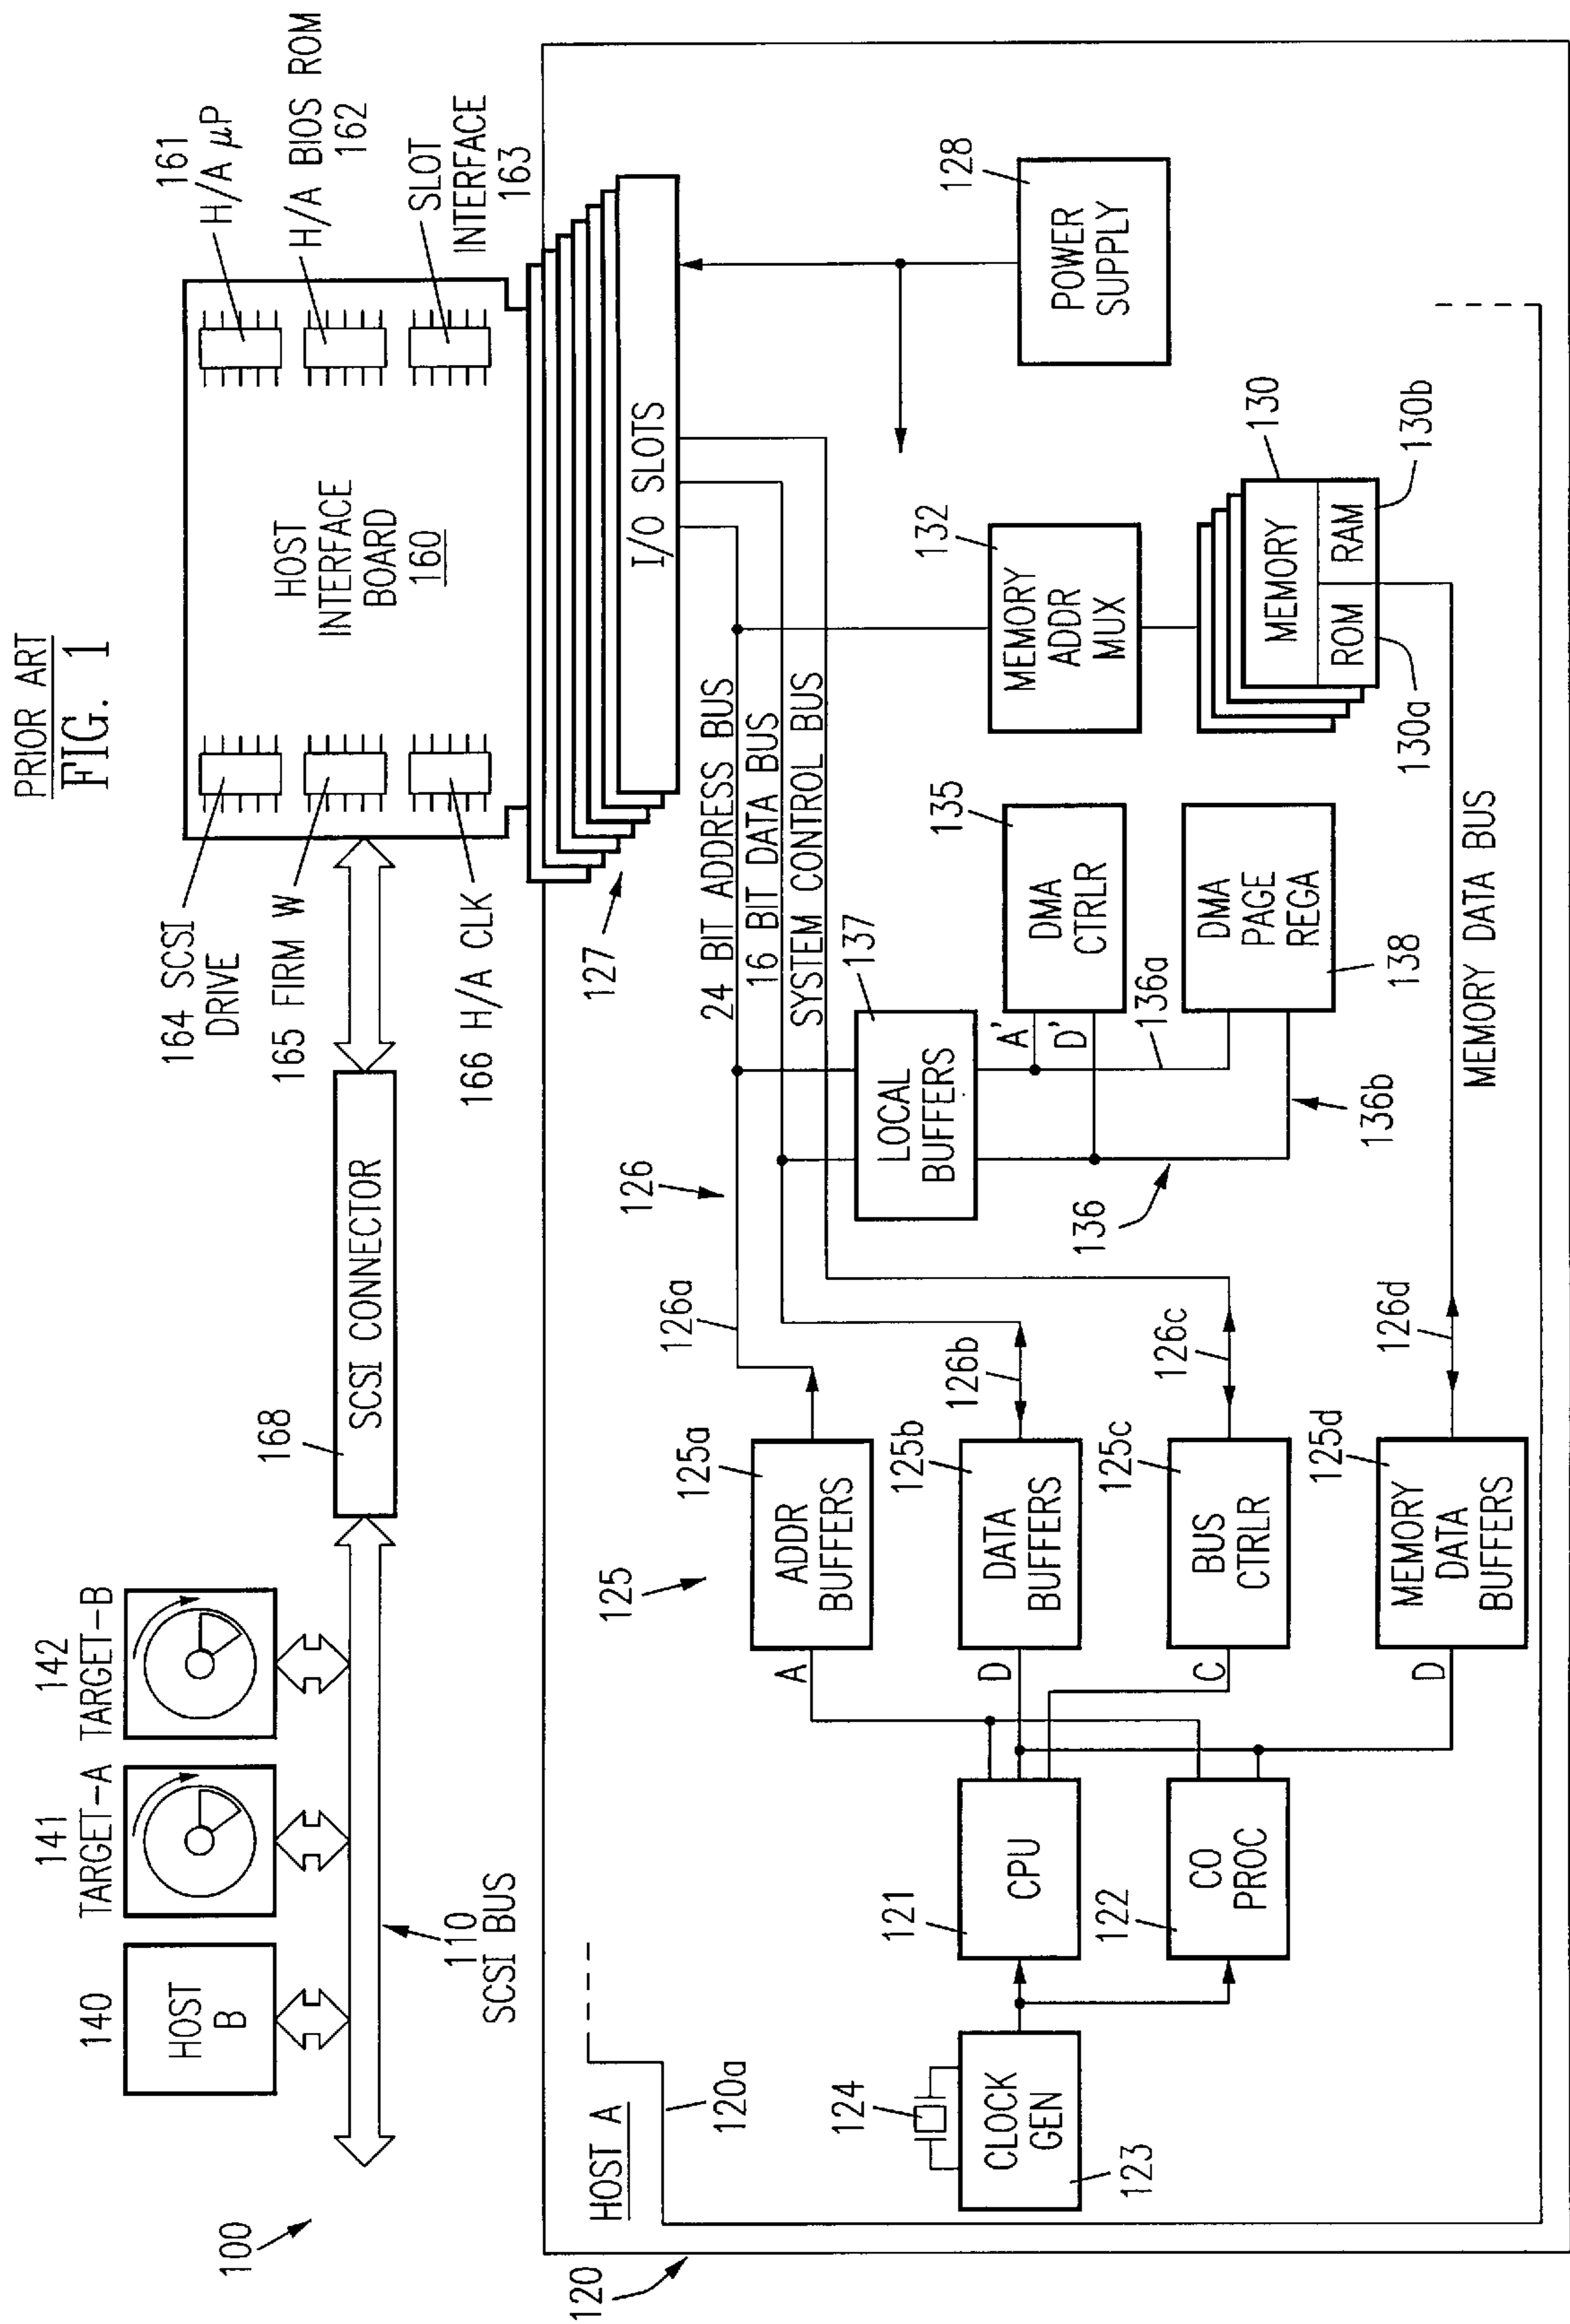 PRIOR ART
FIG. 1
100
140
HOST
B
141
TARGET-A
142
TARGET-B
110
SCSI BUS
168
SCSI CONNECTOR
164 SCSI
DRIVE
165 FIRM W
166 H/A CLK
HOST
INTERFACE
BOARD
160
161
H/A µP
H/A BIOS ROM
162
SLOT
INTERFACE
163
127
I/O SLOTS
120
HOST A
120a
124
CLOCK
GEN
123
121
CPU
122
CO
PROC
125
A
ADDR
BUFFERS
125a
D
DATA
BUFFERS
125b
C
BUS
CTRLR
125c
D
MEMORY
DATA
BUFFERS
125d
126
126a
126b
126c
126d
24 BIT ADDRESS BUS
16 BIT DATA BUS
SYSTEM CONTROL BUS
137
LOCAL
BUFFERS
136
A'
D'
136a
136b
135
DMA
CTRLR
DMA
PAGE
REGA
138
132
MEMORY
ADDR
MUX
130
MEMORY
ROM
RAM
130a
130b
MEMORY DATA BUS
128
POWER
SUPPLY